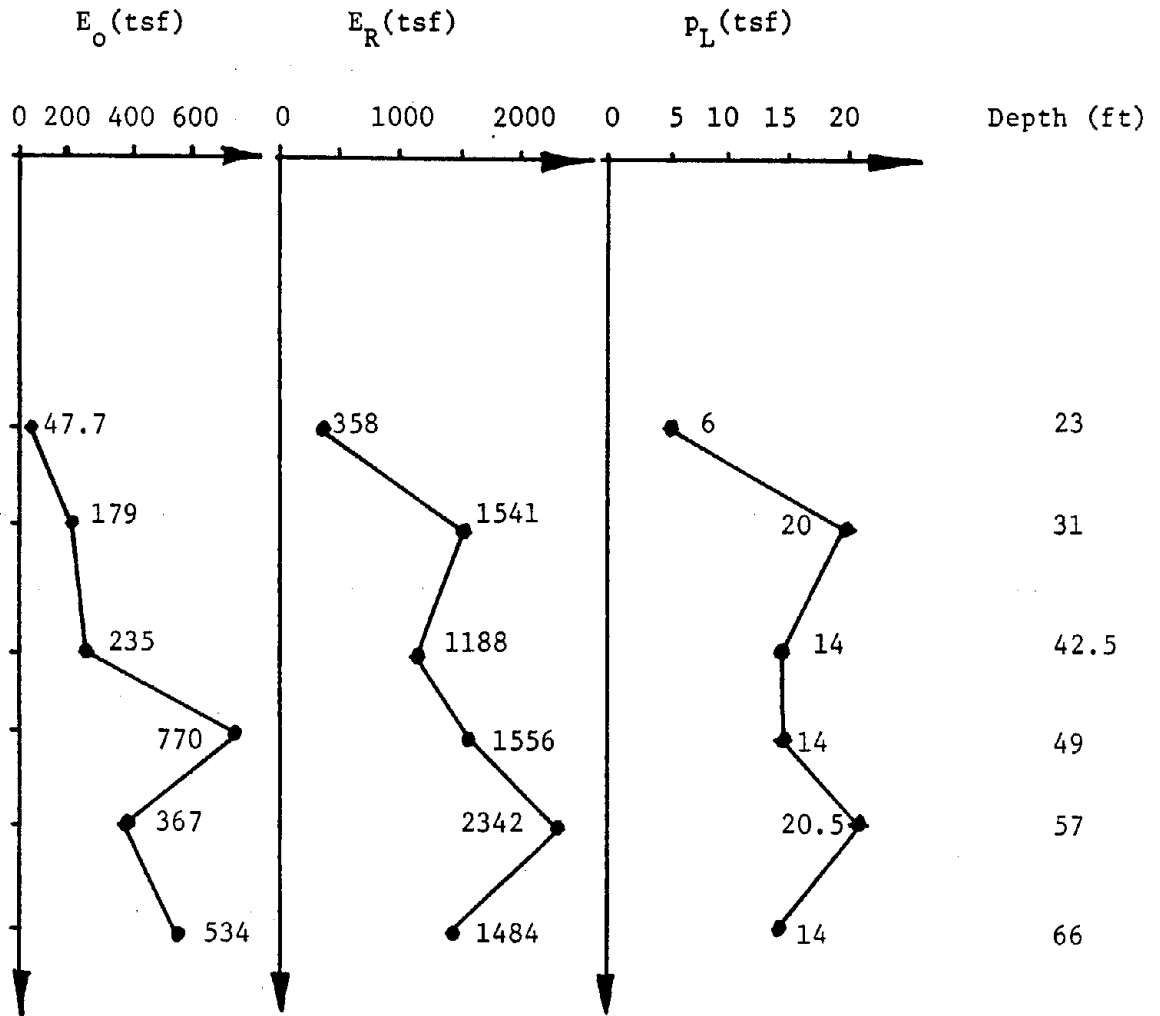 E_o(tsf) E_R(tsf) p_L(tsf)
0 200 400 600 0 1000 2000 0 5 10 15 20 Depth (ft)
47.7 358 6 23
179 1541 20 31
235 1188 14 42.5
770 1556 14 49
367 2342 20.5 57
534 1484 14 66